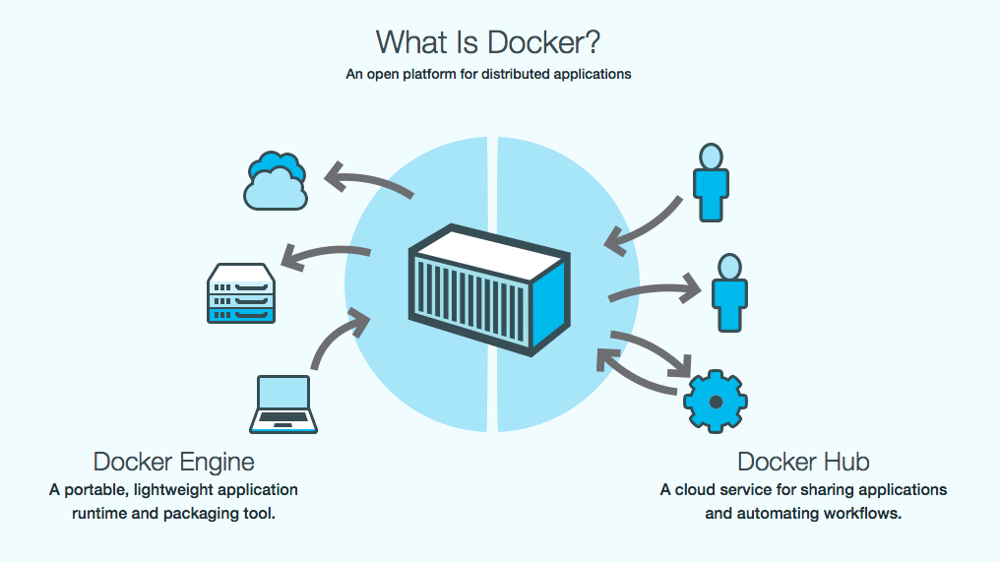 What Is Docker?
An open platform for distributed applications
Docker Engine
A portable, lightweight application
runtime and packaging tool.
Docker Hub
A cloud service for sharing applications
and automating workflows.